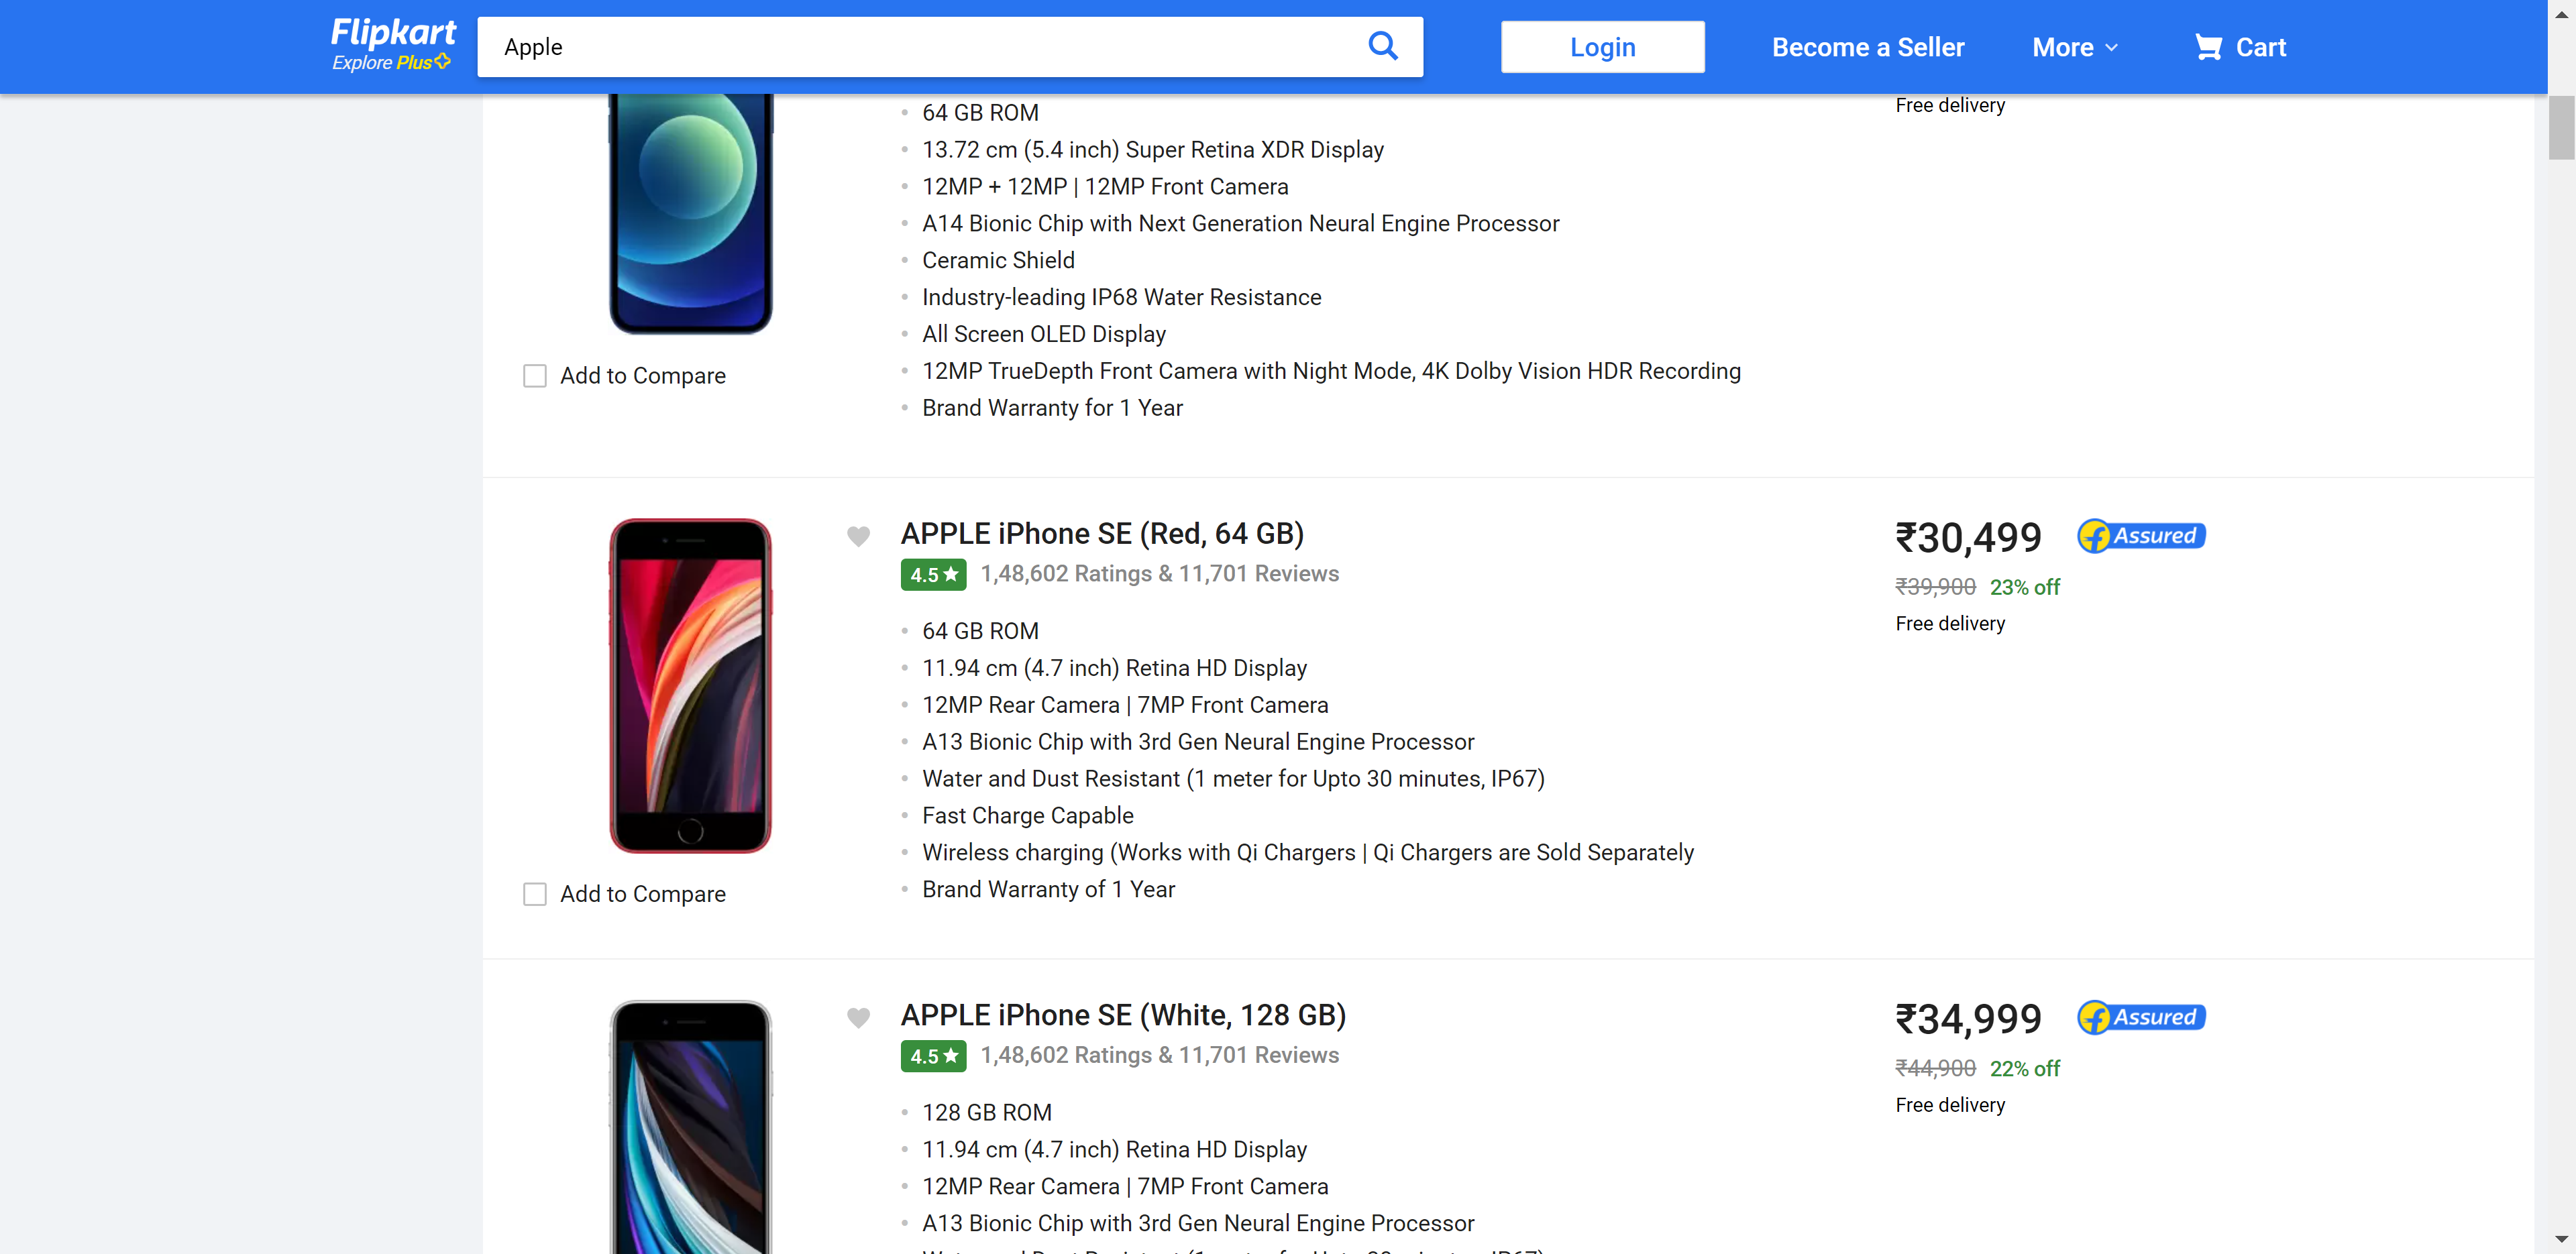 Flipkart
Explore Plus
Apple
Login
Become a Seller
More
Cart
64 GB ROM
13.72 cm (5.4 inch) Super Retina XDR Display
12MP + 12MP | 12MP Front Camera
A14 Bionic Chip with Next Generation Neural Engine Processor
Ceramic Shield
Industry-leading IP68 Water Resistance
All Screen OLED Display
12MP TrueDepth Front Camera with Night Mode, 4K Dolby Vision HDR Recording
Brand Warranty for 1 Year
Free delivery
Add to Compare
APPLE iPhone SE (Red, 64 GB)
4.5★ 1,48,602 Ratings & 11,701 Reviews
64 GB ROM
11.94 cm (4.7 inch) Retina HD Display
12MP Rear Camera | 7MP Front Camera
A13 Bionic Chip with 3rd Gen Neural Engine Processor
Water and Dust Resistant (1 meter for Upto 30 minutes, IP67)
Fast Charge Capable
Wireless charging (Works with Qi Chargers | Qi Chargers are Sold Separately
Brand Warranty of 1 Year
₹30,499
f Assured
₹39,900 23% off
Free delivery
Add to Compare
APPLE iPhone SE (White, 128 GB)
4.5★ 1,48,602 Ratings & 11,701 Reviews
128 GB ROM
11.94 cm (4.7 inch) Retina HD Display
12MP Rear Camera | 7MP Front Camera
A13 Bionic Chip with 3rd Gen Neural Engine Processor
₹34,999
f Assured
₹44,900 22% off
Free delivery